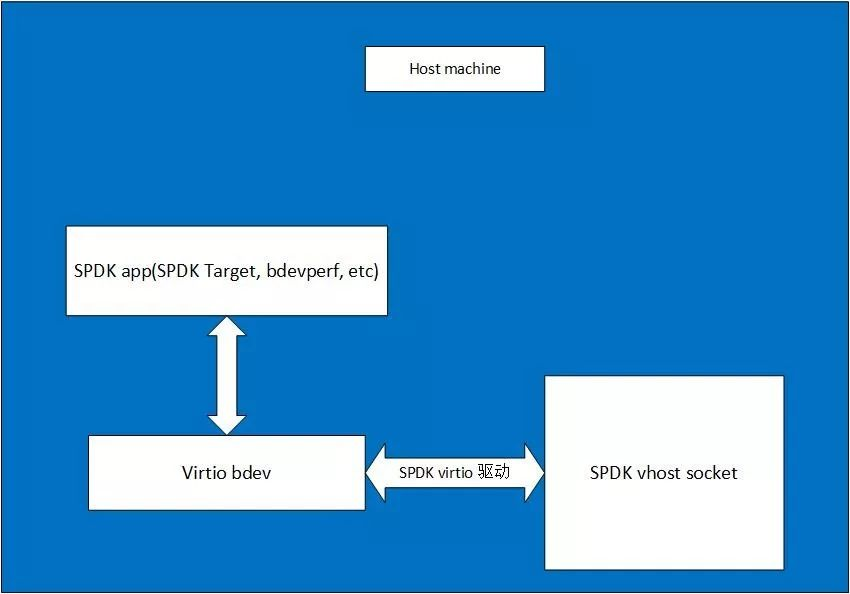 Host machine
SPDK app(SPDK Target, bdevperf, etc)
Virtio bdev
SPDK virtio 驱动
SPDK vhost socket